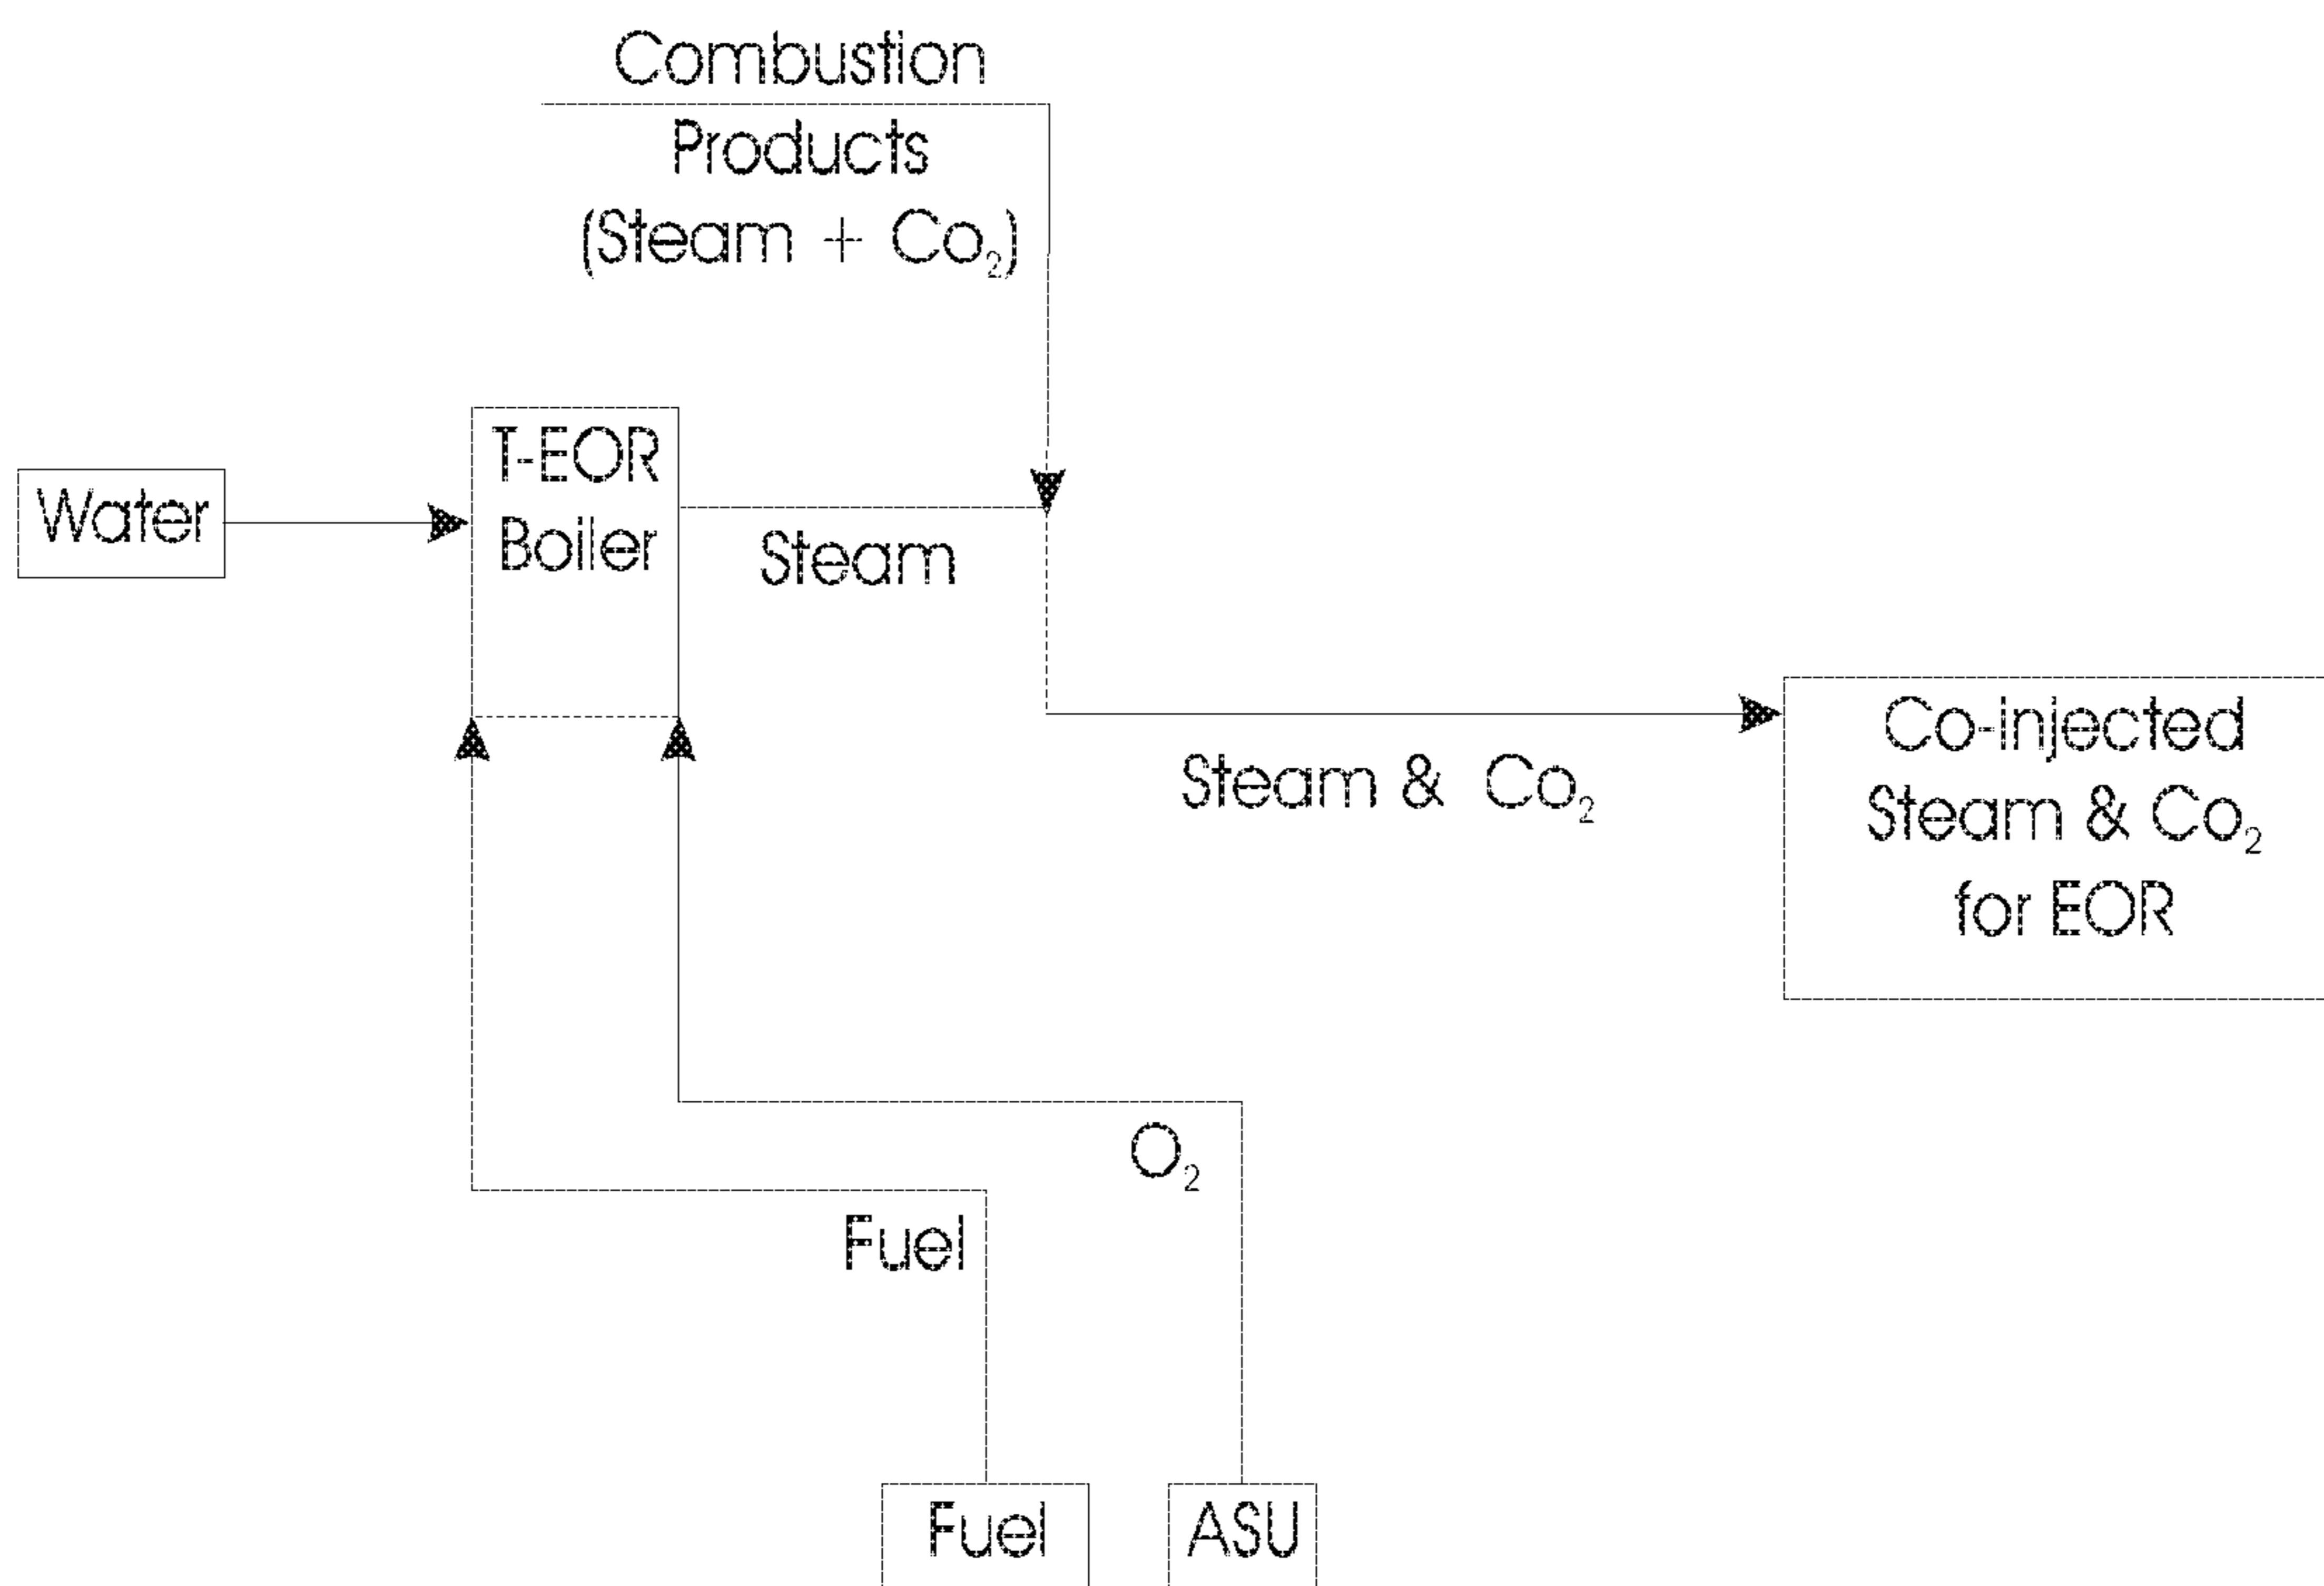 Combustion
Products
(Steam + Co₂)
Water
T-EOR
Boiler
Steam
Steam & Co₂
Co-injected
Steam & Co₂
for EOR
O₂
Fuel
Fuel
ASU